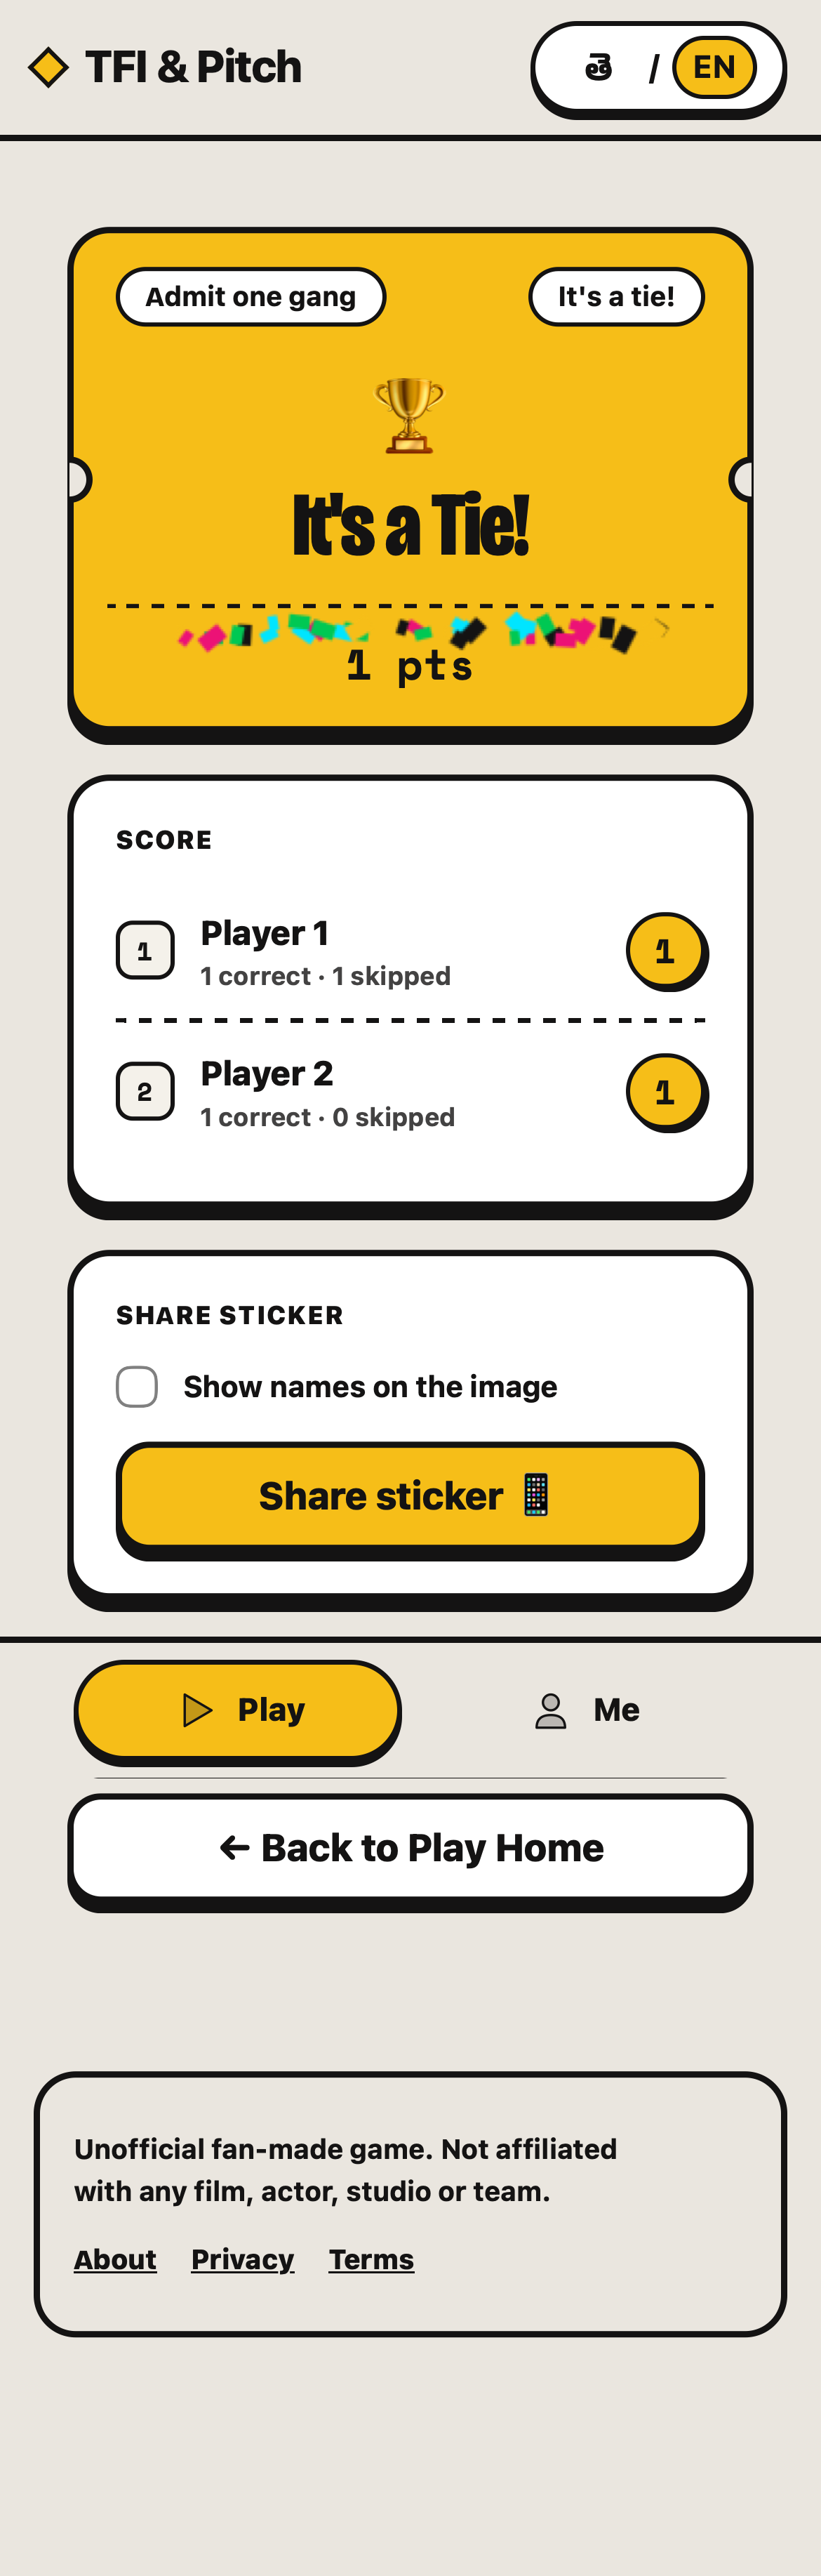 TFI & Pitch
తె / EN
Admit one gang
It's a tie!
It's a Tie!
1 pts
SCORE
1
Player 1
1 correct · 1 skipped
1
2
Player 2
1 correct · 0 skipped
1
SHARE STICKER
Show names on the image
Share sticker
Play
Me
← Back to Play Home
Unofficial fan-made game. Not affiliated
with any film, actor, studio or team.
About Privacy Terms